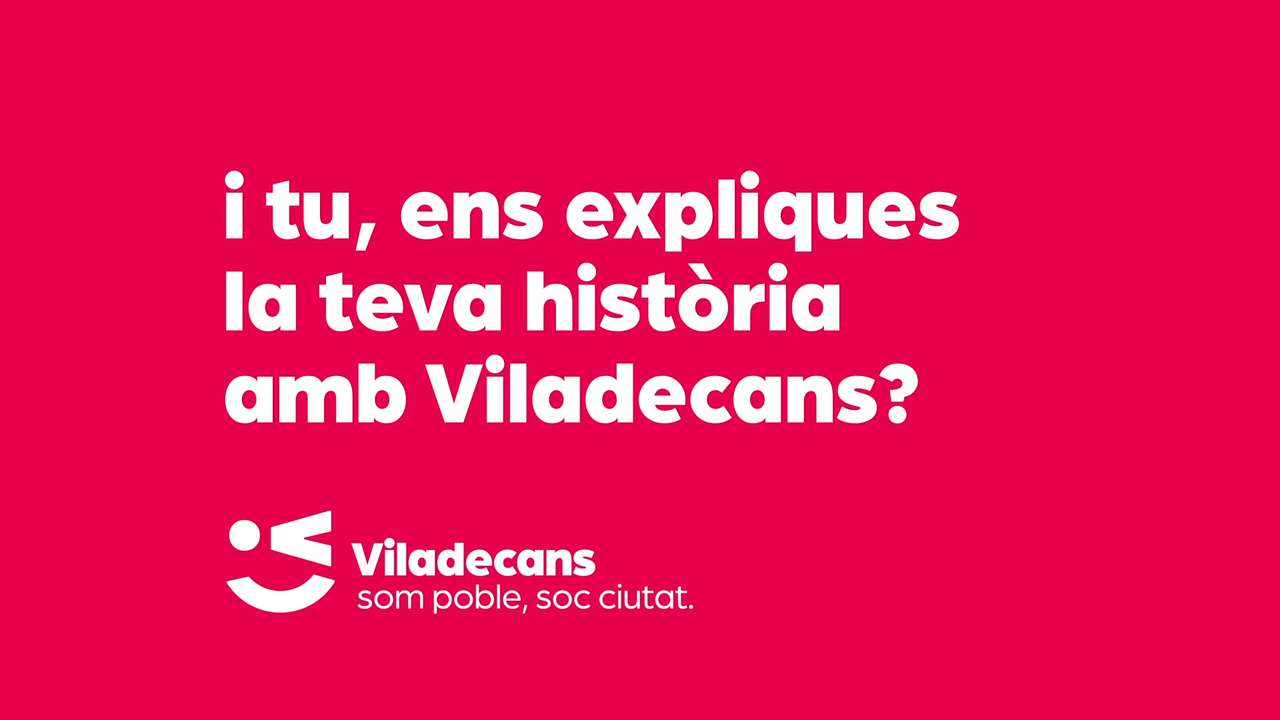 i tu, ens expliques
la teva història
amb Viladecans?
Viladecans
som poble, soc ciutat.